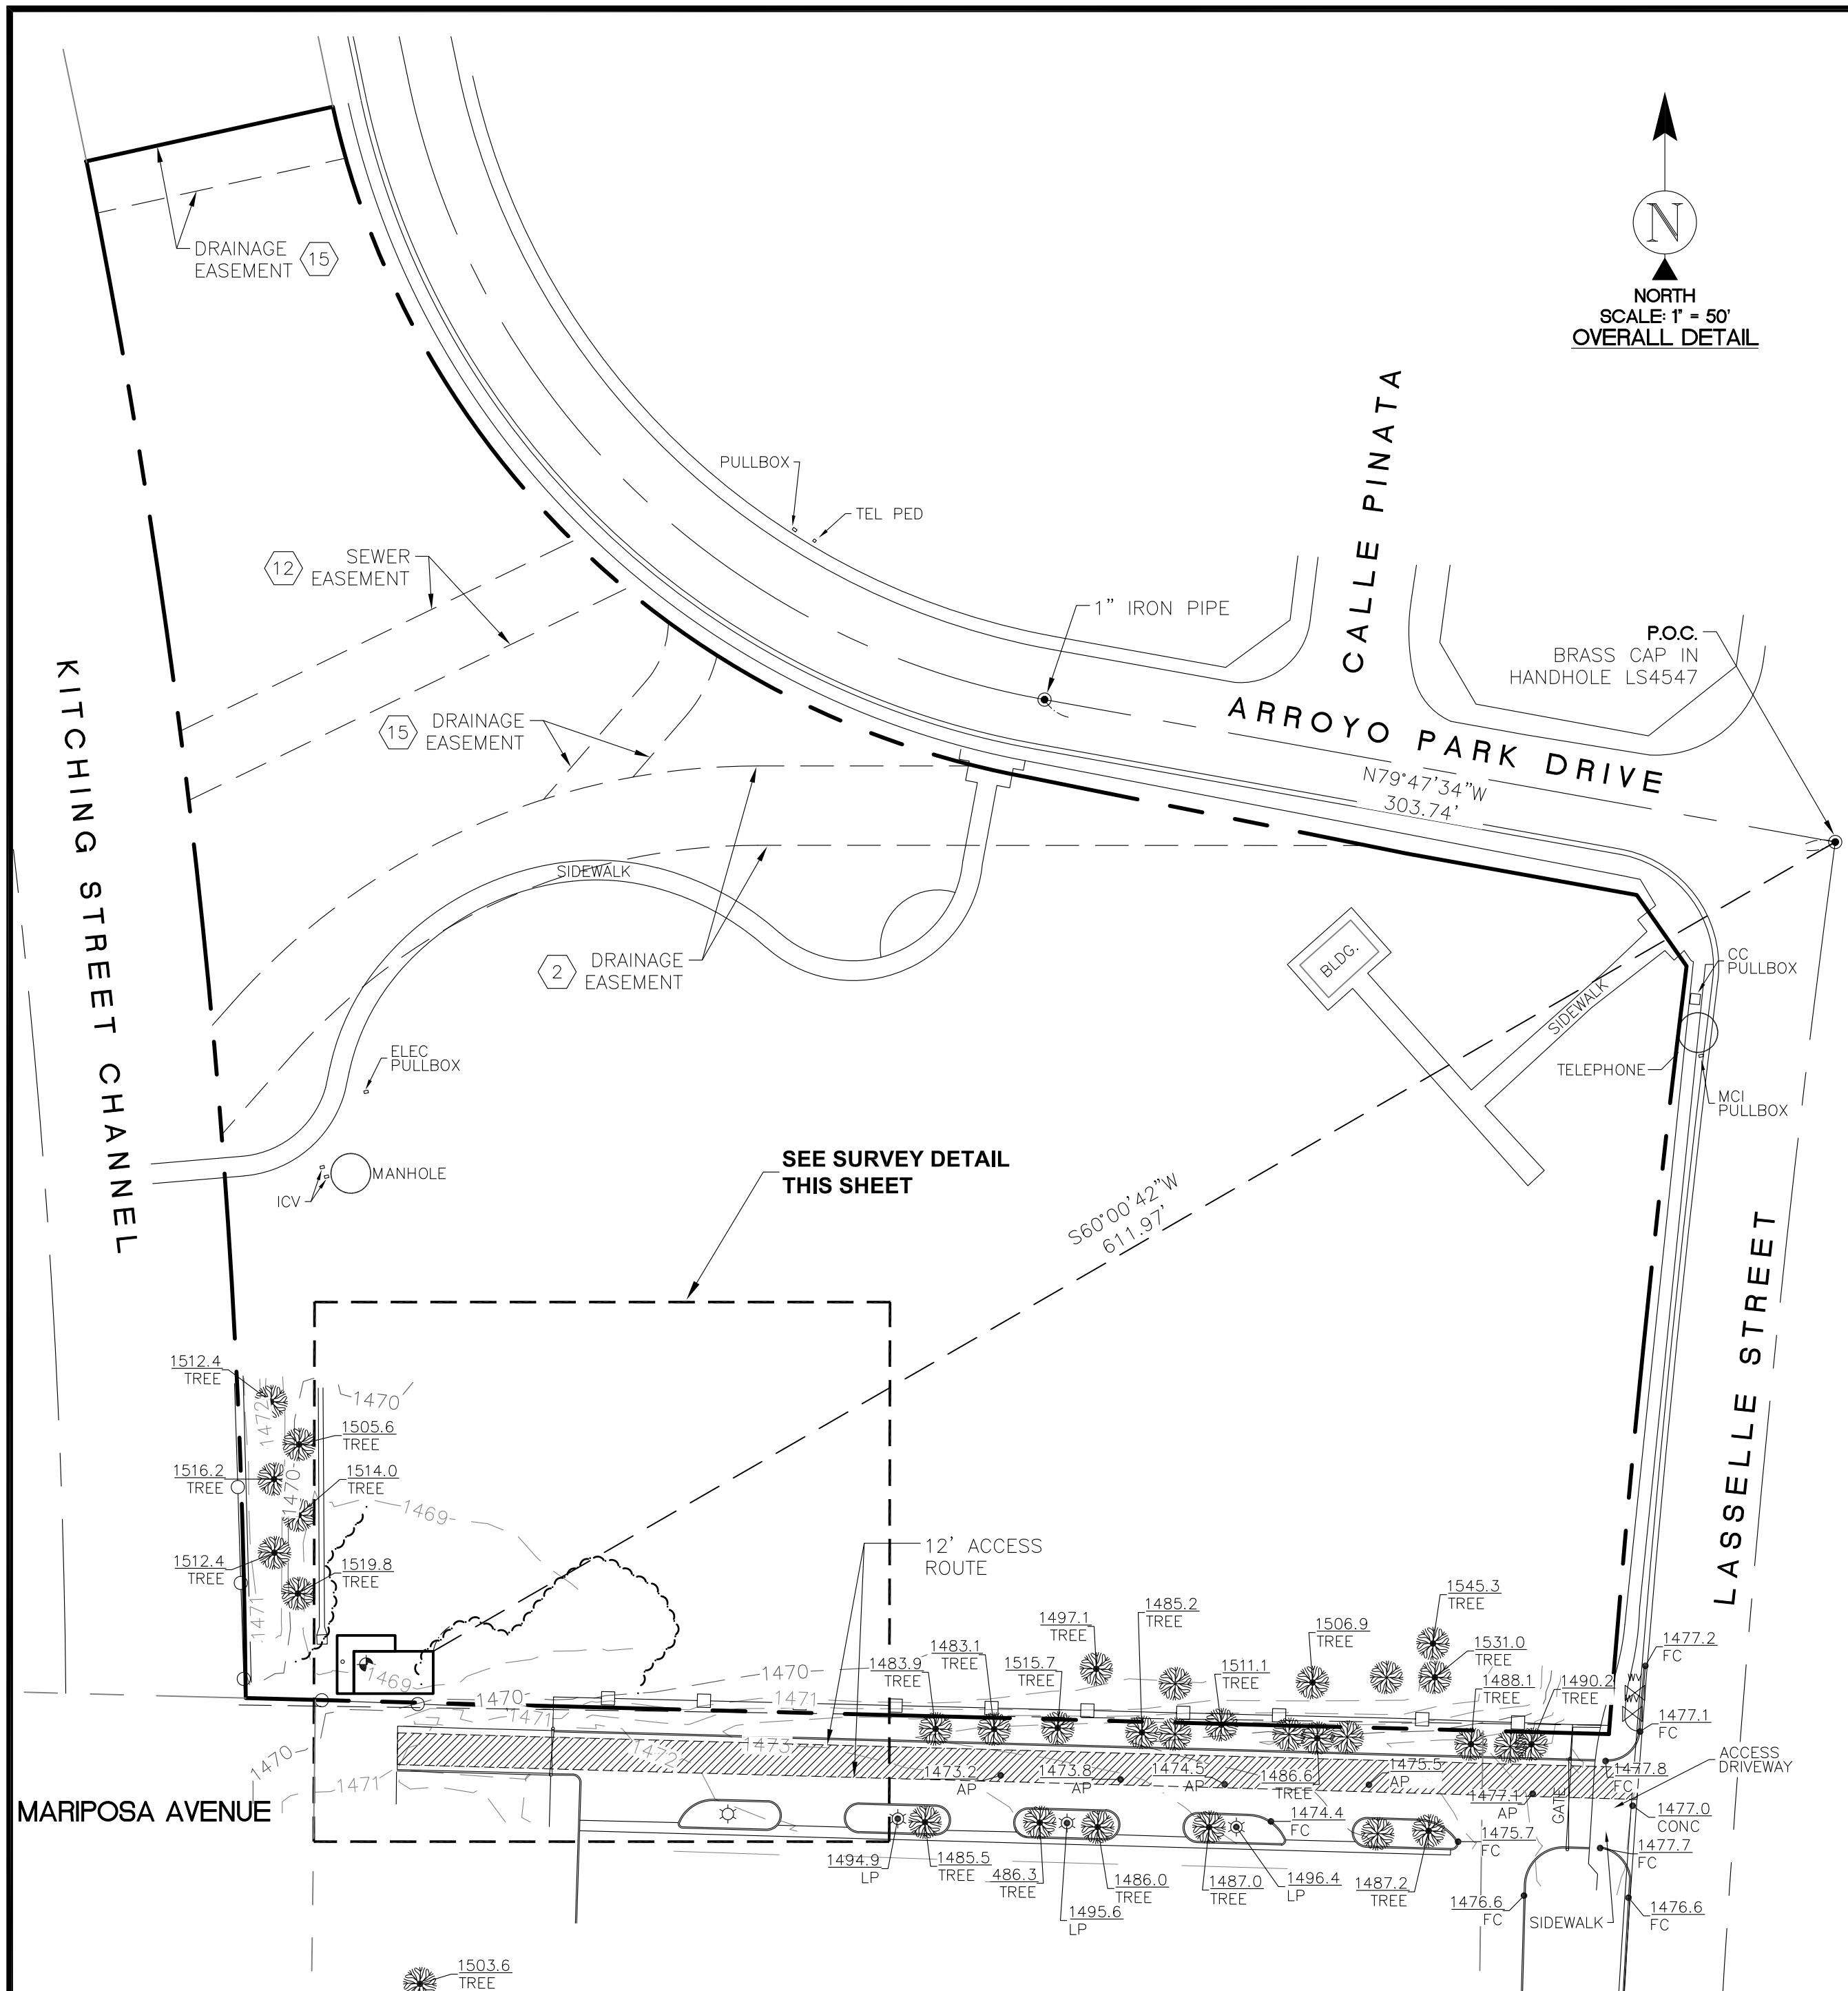 N
NORTH
SCALE: 1" = 50'
OVERALL DETAIL
DRAINAGE
EASEMENT
15
CALLE PINATA
PULLBOX
TEL PED
SEWER
EASEMENT
12
1" IRON PIPE
P.O.C.
BRASS CAP IN
HANDHOLE LS4547
KITCHING STREET CHANNEL
15
DRAINAGE
EASEMENT
ARROYO PARK DRIVE
N79°47'34"W
303.74'
SIDEWALK
2
DRAINAGE
EASEMENT
BLDG.
SIDEWALK
CC
PULLBOX
TELEPHONE
MCI
PULLBOX
ELEC
PULLBOX
MANHOLE
ICV
SEE SURVEY DETAIL
THIS SHEET
S60°00'42"W
611.97'
LASSELLE STREET
1512.4
TREE
1470
1472
1505.6
TREE
1516.2
TREE
1514.0
TREE
1470
1469
1512.4
TREE
1519.8
TREE
1471
12' ACCESS
ROUTE
1469
1470
1470
1471
1471
1472
1473
1470
1471
1483.9
TREE
1483.1
TREE
1515.7
TREE
1497.1
TREE
1485.2
TREE
1511.1
TREE
1506.9
TREE
1545.3
TREE
1531.0
TREE
1488.1
TREE
1490.2
TREE
1477.2
FC
WV
WV
1477.1
FC
1477.8
FC
ACCESS
DRIVEWAY
1473.2
AP
1473.8
AP
1474.5
AP
1486.6
TREE
1475.5
AP
1477.1
AP
GATE
1477.0
CONC
1477.7
FC
1474.4
FC
1475.7
FC
MARIPOSA AVENUE
1494.9
LP
1485.5
TREE
486.3
TREE
1495.6
LP
1486.0
TREE
1487.0
TREE
1496.4
LP
1487.2
TREE
1476.6
FC
SIDEWALK
1476.6
FC
1503.6
TREE